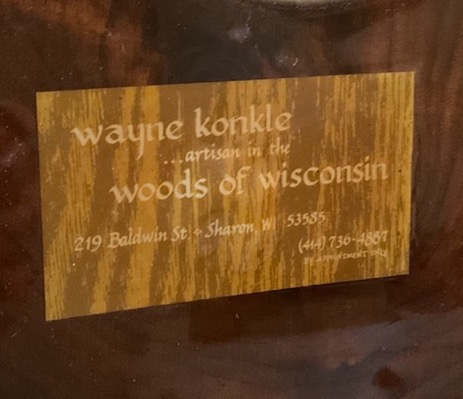 wayne konkle
...artisan in the
woods of wisconsin
219 Baldwin St. Sharon, WI 53585
(414) 736-4887
BY APPOINTMENT ONLY